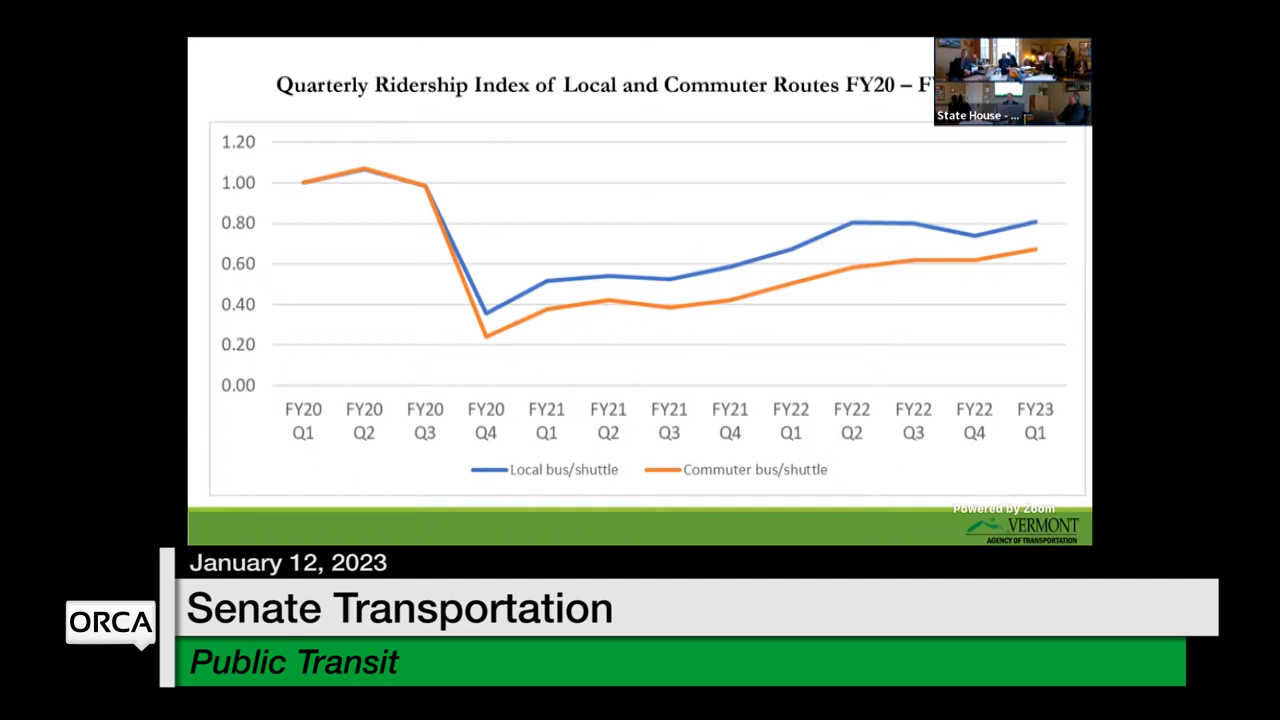 Quarterly Ridership Index of Local and Commuter Routes FY20 –
State House - ...
1.20
1.00
0.80
0.60
0.40
0.20
0.00
FY20 FY20 FY20 FY20 FY21 FY21 FY21 FY21 FY22 FY22 FY22 FY22 FY23
Q1 Q2 Q3 Q4 Q1 Q2 Q3 Q4 Q1 Q2 Q3 Q4 Q1
Local bus/shuttle Commuter bus/shuttle
Powered by Zoom
VERMONT
AGENCY OF TRANSPORTATION
January 12, 2023
ORCA
Senate Transportation
Public Transit